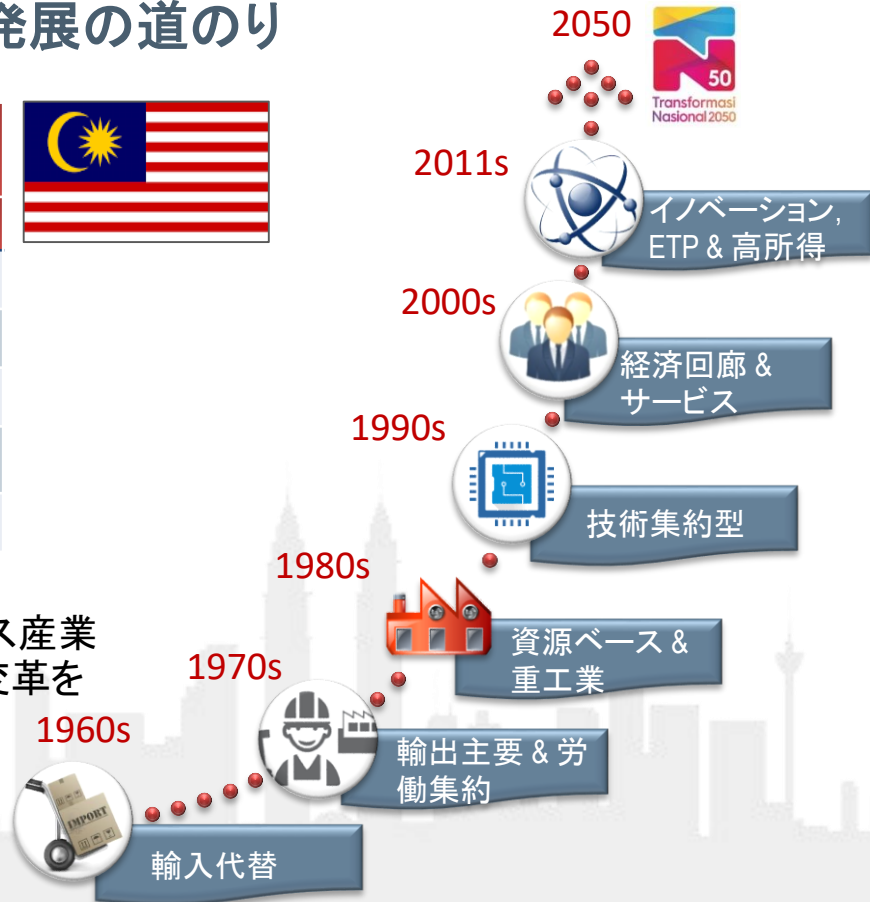 発展の道のり
2050
50
Transformasi
Nasional 2050
2011s
イノベーション,
ETP & 高所得
2000s
経済回廊 &
サービス
1990s
技術集約型
1980s
資源ベース &
重工業
ス産業
変革を
1970s
輸出主要 & 労
働集約
1960s
IMPORT
輸入代替